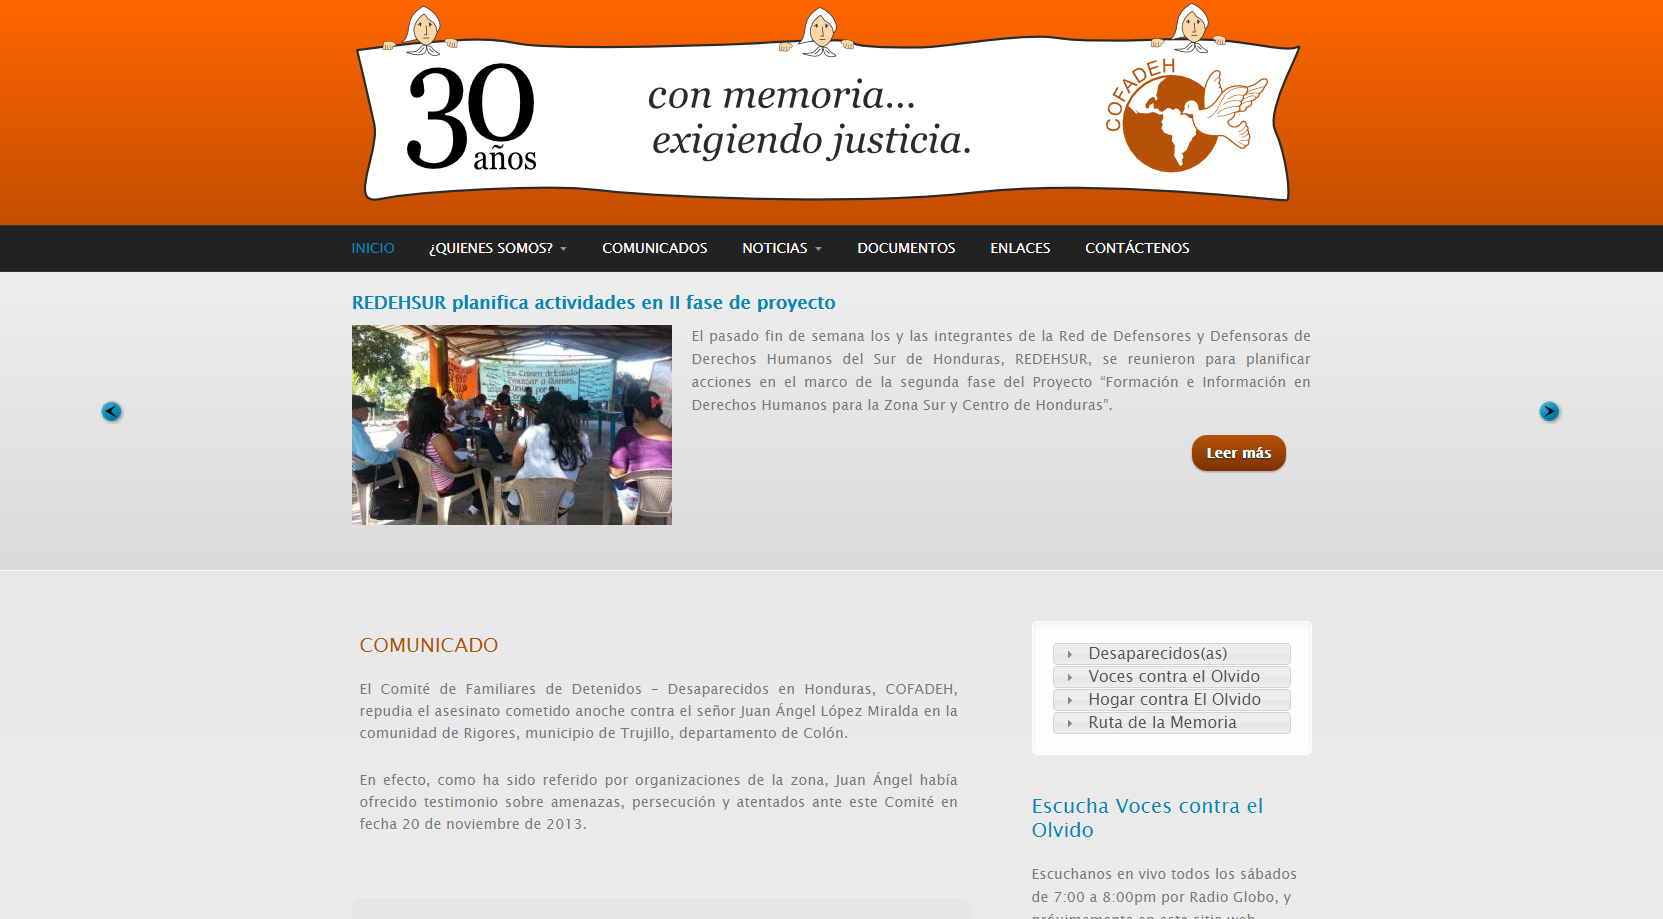 30
años
con memoria...
exigiendo justicia.
COFADEH
INICIO ¿QUIENES SOMOS? COMUNICADOS NOTICIAS DOCUMENTOS ENLACES CONTÁCTENOS
REDEHSUR planifica actividades en II fase de proyecto
El pasado fin de semana los y las integrantes de la Red de Defensores y Defensoras de
Derechos Humanos del Sur de Honduras, REDEHSUR, se reunieron para planificar
acciones en el marco de la segunda fase del Proyecto “Formación e Información en
Derechos Humanos para la Zona Sur y Centro de Honduras”.
Leer más
COMUNICADO
El Comité de Familiares de Detenidos – Desaparecidos en Honduras, COFADEH,
repudia el asesinato cometido anoche contra el señor Juan Ángel López Miralda en la
comunidad de Rigores, municipio de Trujillo, departamento de Colón.
En efecto, como ha sido referido por organizaciones de la zona, Juan Ángel había
ofrecido testimonio sobre amenazas, persecución y atentados ante este Comité en
fecha 20 de noviembre de 2013.
Desaparecidos(as)
Voces contra el Olvido
Hogar contra El Olvido
Ruta de la Memoria
Escucha Voces contra el
Olvido
Escuchanos en vivo todos los sábados
de 7:00 a 8:00pm por Radio Globo, y
próximamente en este sitio web